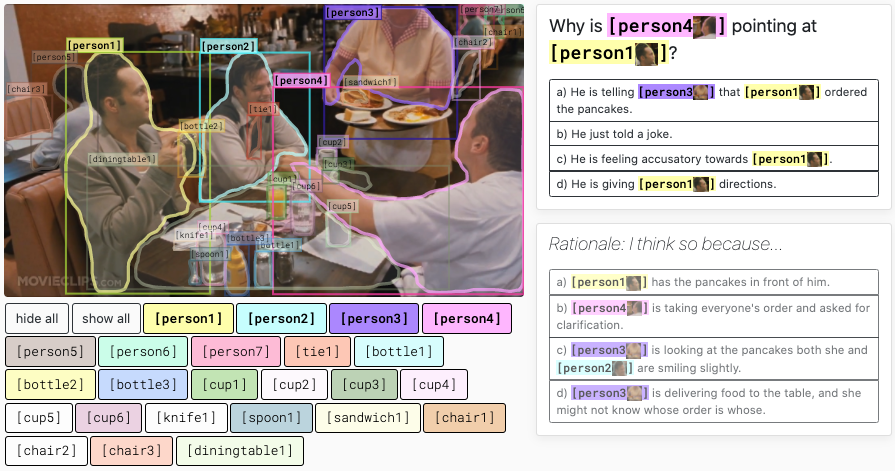 [person3]
[person7]
[person1]
[person2]
[chair1]
[chair2]
[person5]
[person4]
[sandwich1]
[chair3]
[tie1]
[bottle2]
[cup2]
[diningtable1]
[cup3]
[cup1]
[cup6]
[cup5]
[cup4]
[knife1]
[bottle3]
[bottle1]
[spoon1]
MOVIECLIPS.COM
hide all show all [person1] [person2] [person3] [person4]
[person5] [person6] [person7] [tie1] [bottle1]
[bottle2] [bottle3] [cup1] [cup2] [cup3] [cup4]
[cup5] [cup6] [knife1] [spoon1] [sandwich1] [chair1]
[chair2] [chair3] [diningtable1]
Why is [person4] pointing at
[person1]?
a) He is telling [person3] that [person1] ordered
the pancakes.
b) He just told a joke.
c) He is feeling accusatory towards [person1].
d) He is giving [person1] directions.
Rationale: I think so because...
a) [person1] has the pancakes in front of him.
b) [person4] is taking everyone's order and asked for
clarification.
c) [person3] is looking at the pancakes both she and
[person2] are smiling slightly.
d) [person3] is delivering food to the table, and she
might not know whose order is whose.